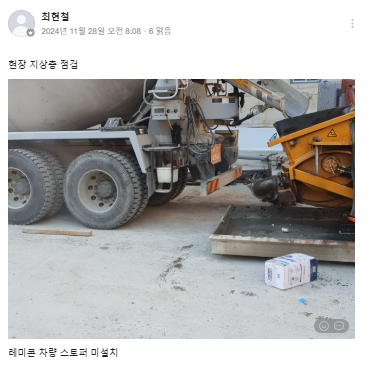 최현철
2024년 11월 28일 오전 8:08 · 6 읽음
현장 지상층 점검
레미콘 차량 스토퍼 미설치